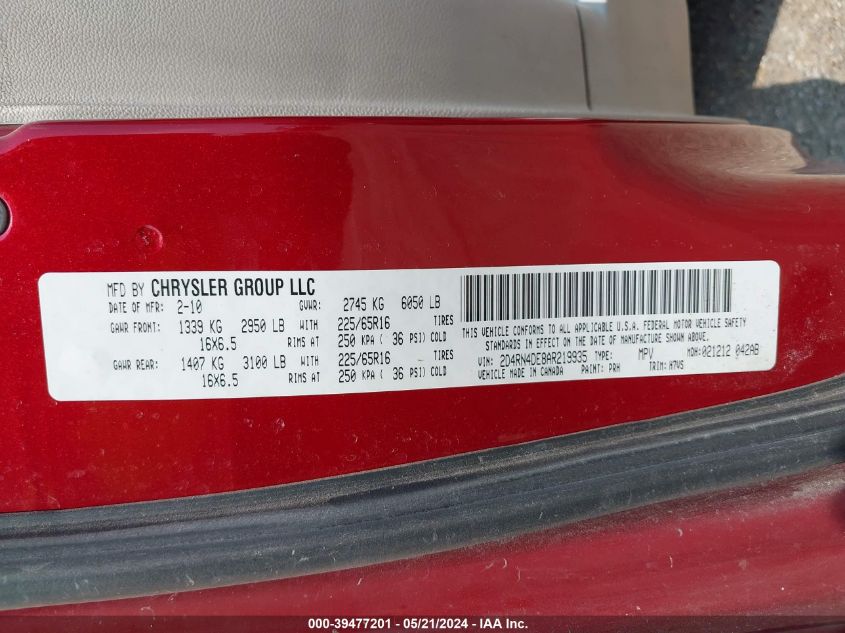 MFD BY CHRYSLER GROUP LLC
DATE OF MFR: 2-10 GVWR: 2745 KG 6050 LB
GAWR FRONT: 1339 KG 2950 LB WITH 225/65R16 TIRES
16X6.5 RIMS AT 250 KPA ( 36 PSI) COLD
GAWR REAR: 1407 KG 3100 LB WITH 225/65R16 TIRES
16X6.5 RIMS AT 250 KPA ( 36 PSI) COLD
THIS VEHICLE CONFORMS TO ALL APPLICABLE U.S.A. FEDERAL MOTOR VEHICLE SAFETY
STANDARDS IN EFFECT ON THE DATE OF MANUFACTURE SHOWN ABOVE.
VIN: 2D4RN4DE8AR219935 TYPE: MPV MDH:021212 042AB
VEHICLE MADE IN CANADA PAINT: PRH TRIM: H7V5
000-39477201 - 05/21/2024 - IAA Inc.